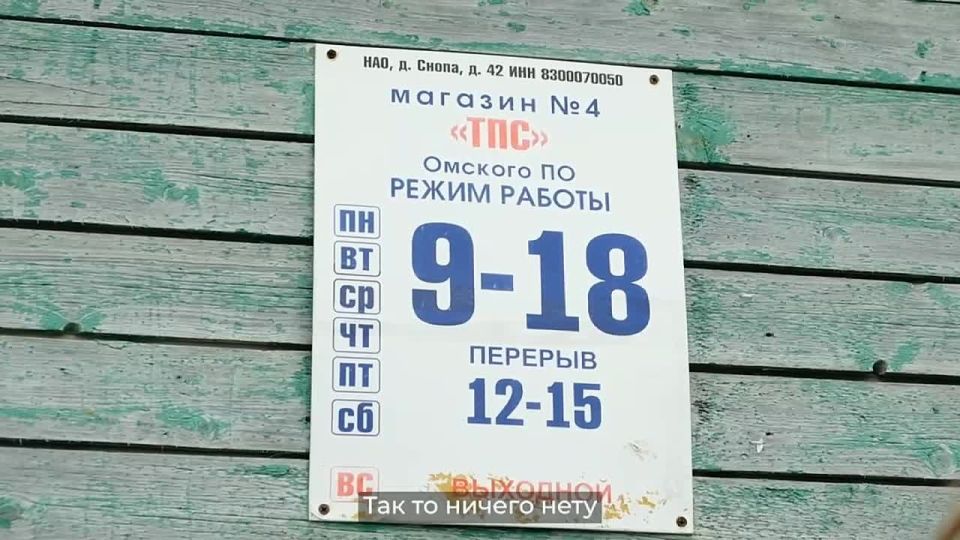 НАО, д. Снопа, д. 42 ИНН 8300070050
магазин №4
«ТПС»
Омского ПО
РЕЖИМ РАБОТЫ
ПН
ВТ
СР
ЧТ
ПТ
СБ
9-18
ПЕРЕРЫВ
12-15
ВС ВЫХОДНОЙ
Так то ничего нету